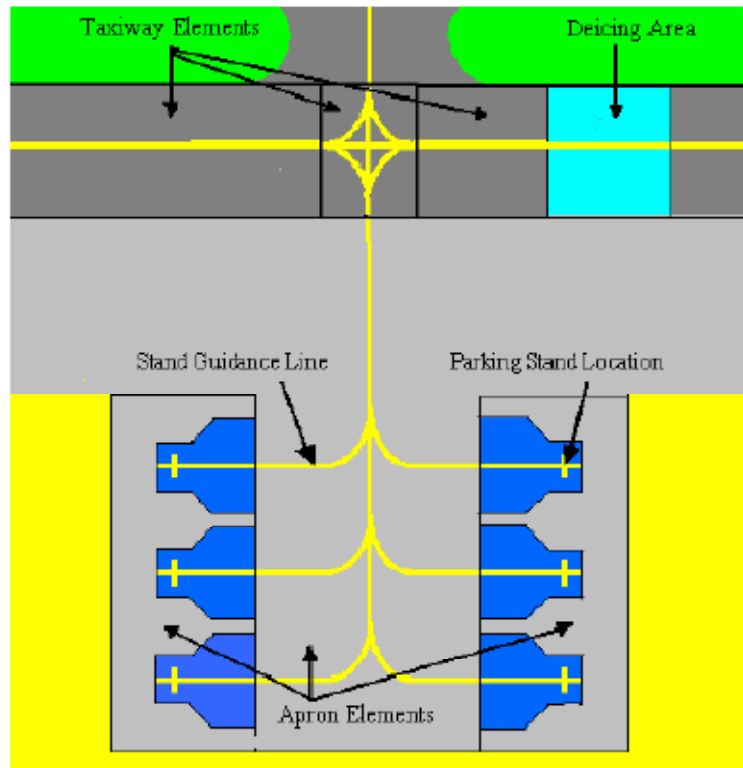 Taxiway Elements
Deicing Area
Stand Guidance Line
Parking Stand Location
Apron Elements